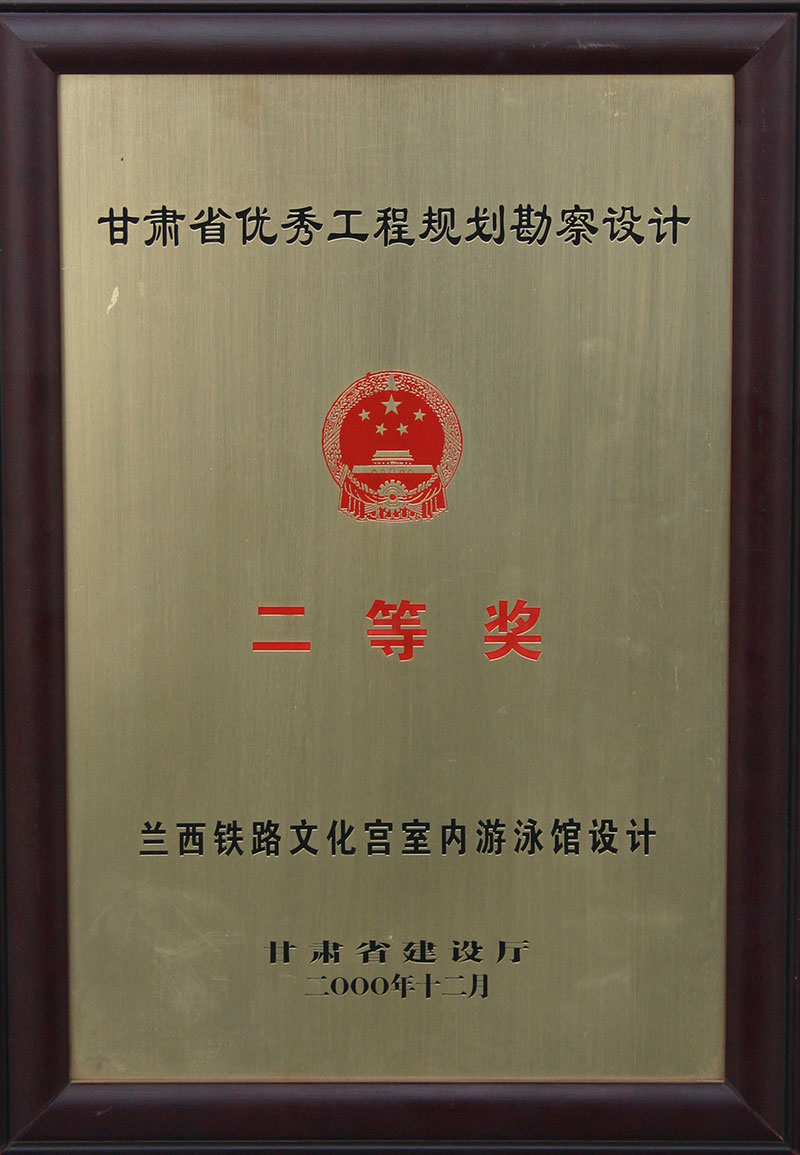 甘肃省优秀工程规划勘察设计
二等奖
兰西铁路文化宫室内游泳馆设计
甘肃省建设厅
二000年十二月